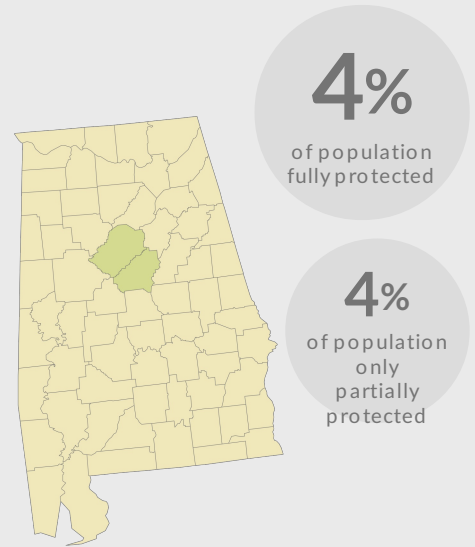 4%
of population
fully protected
4%
of population
only
partially
protected